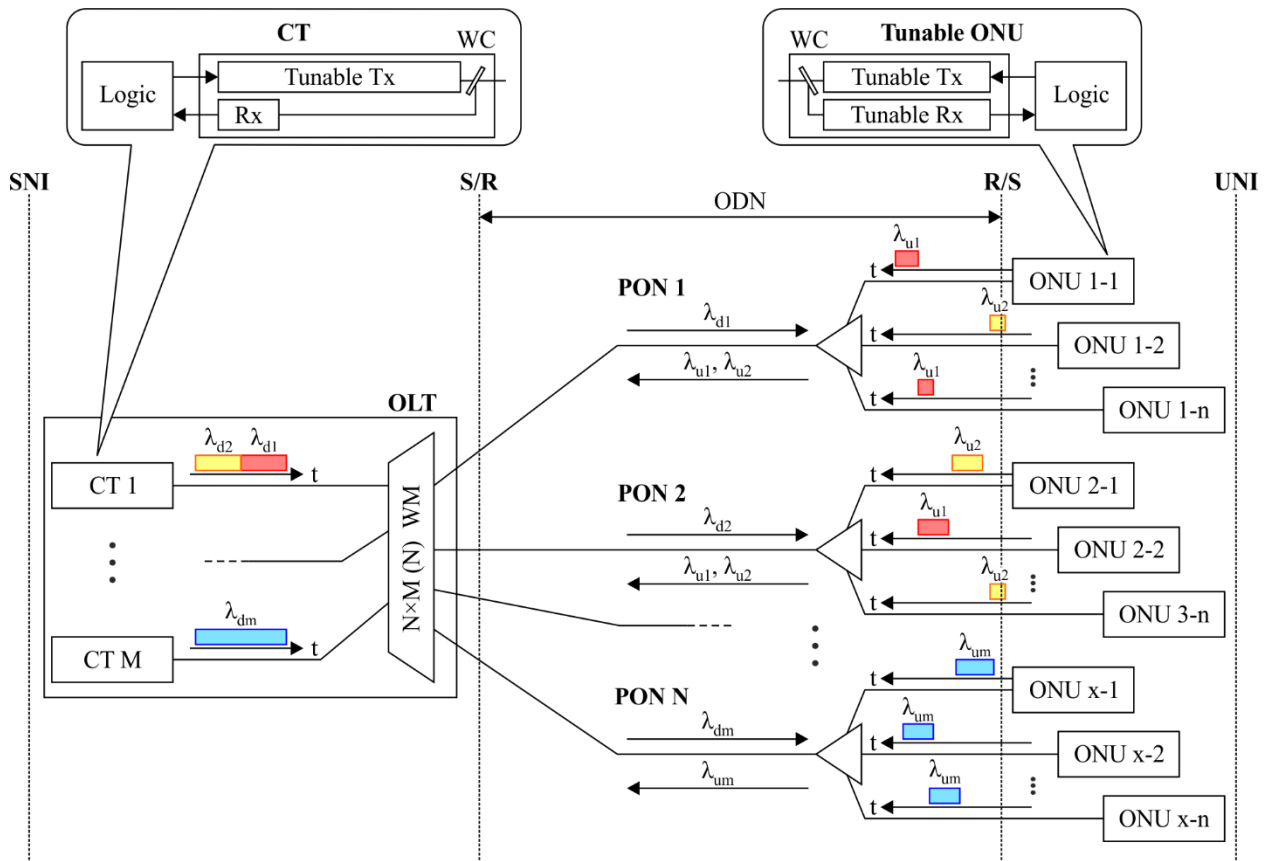 CT
WC
Tunable Tx
Logic
Rx
WC
Tunable ONU
Tunable Tx
Logic
Tunable Rx
SNI
S/R
R/S
UNI
ODN
λu1
t
ONU 1-1
PON 1
λd1
λu2
t
ONU 1-2
λu1, λu2
λu1
t
ONU 1-n
OLT
λd2
λd1
t
CT 1
N×M (N) WM
λu2
t
ONU 2-1
PON 2
λd2
λu1
t
ONU 2-2
λu1, λu2
λu2
t
ONU 3-n
λdm
t
CT M
λum
t
ONU x-1
PON N
λdm
λum
t
ONU x-2
λum
λum
t
ONU x-n